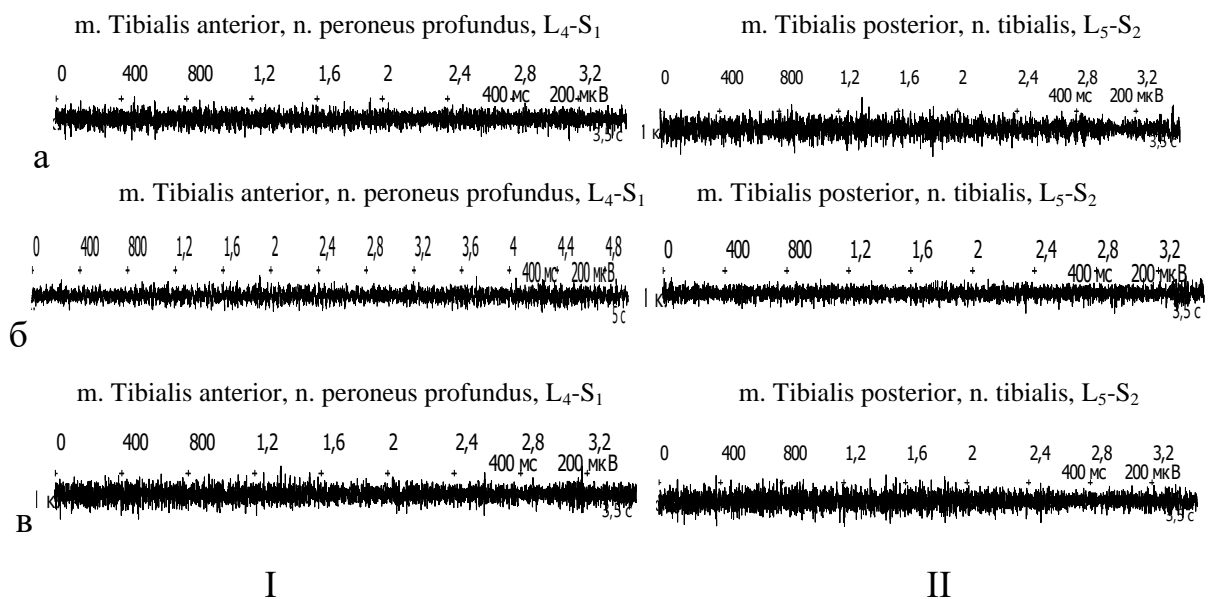 m. Tibialis anterior, n. peroneus profundus, L₄-S₁ m. Tibialis posterior, n. tibialis, L₅-S₂
0 400 800 1,2 1,6 2 2,4 2,8 3,2
400 мс 200 мкВ
3,5 с
0 400 800 1,2 1,6 2 2,4 2,8 3,2
400 мс 200 мкВ
1 к
3,5 с
а
m. Tibialis anterior, n. peroneus profundus, L₄-S₁ m. Tibialis posterior, n. tibialis, L₅-S₂
0 400 800 1,2 1,6 2 2,4 2,8 3,2 3,6 4 4,4 4,8
400 мс 200 мкВ
5 с
0 400 800 1,2 1,6 2 2,4 2,8 3,2
400 мс 200 мкВ
к
3,5 с
б
m. Tibialis anterior, n. peroneus profundus, L₄-S₁ m. Tibialis posterior, n. tibialis, L₅-S₂
0 400 800 1,2 1,6 2 2,4 2,8 3,2
400 мс 200 мкВ
к
3,5 с
0 400 800 1,2 1,6 2 2,4 2,8 3,2
400 мс 200 мкВ
3,5 с
в
I II